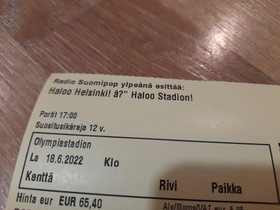 Radio Suomipop ylpeänä esittää:
Haloo Helsinki! â?" Haloo Stadion!
Portit 17:00
Suositusikäraja 12 v.
Olympiastadion
La 18.6.2022 Klo
Kenttä Rivi Paikka
Hinta eur EUR 65,40